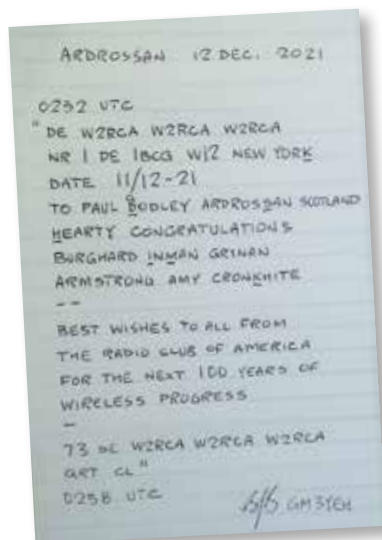 ARDROSSAN 12 DEC. 2021
0232 UTC
"DE W2RCA W2RCA W2RCA
NR 1 DE 1BCG W12 NEW YORK
DATE 11/12-21
TO PAUL GODLEY ARDROSSAN SCOTLAND
HEARTY CONGRATULATIONS
BURGHARD INMAN GRINAN
ARMSTRONG AMY CRONKHITE
--
BEST WISHES TO ALL FROM
THE RADIO CLUB OF AMERICA
FOR THE NEXT 100 YEARS OF
WIRELESS PROGRESS
-
73 DE W2RCA W2RCA W2RCA
QRT CL"
0258 UTC
GM3YEH